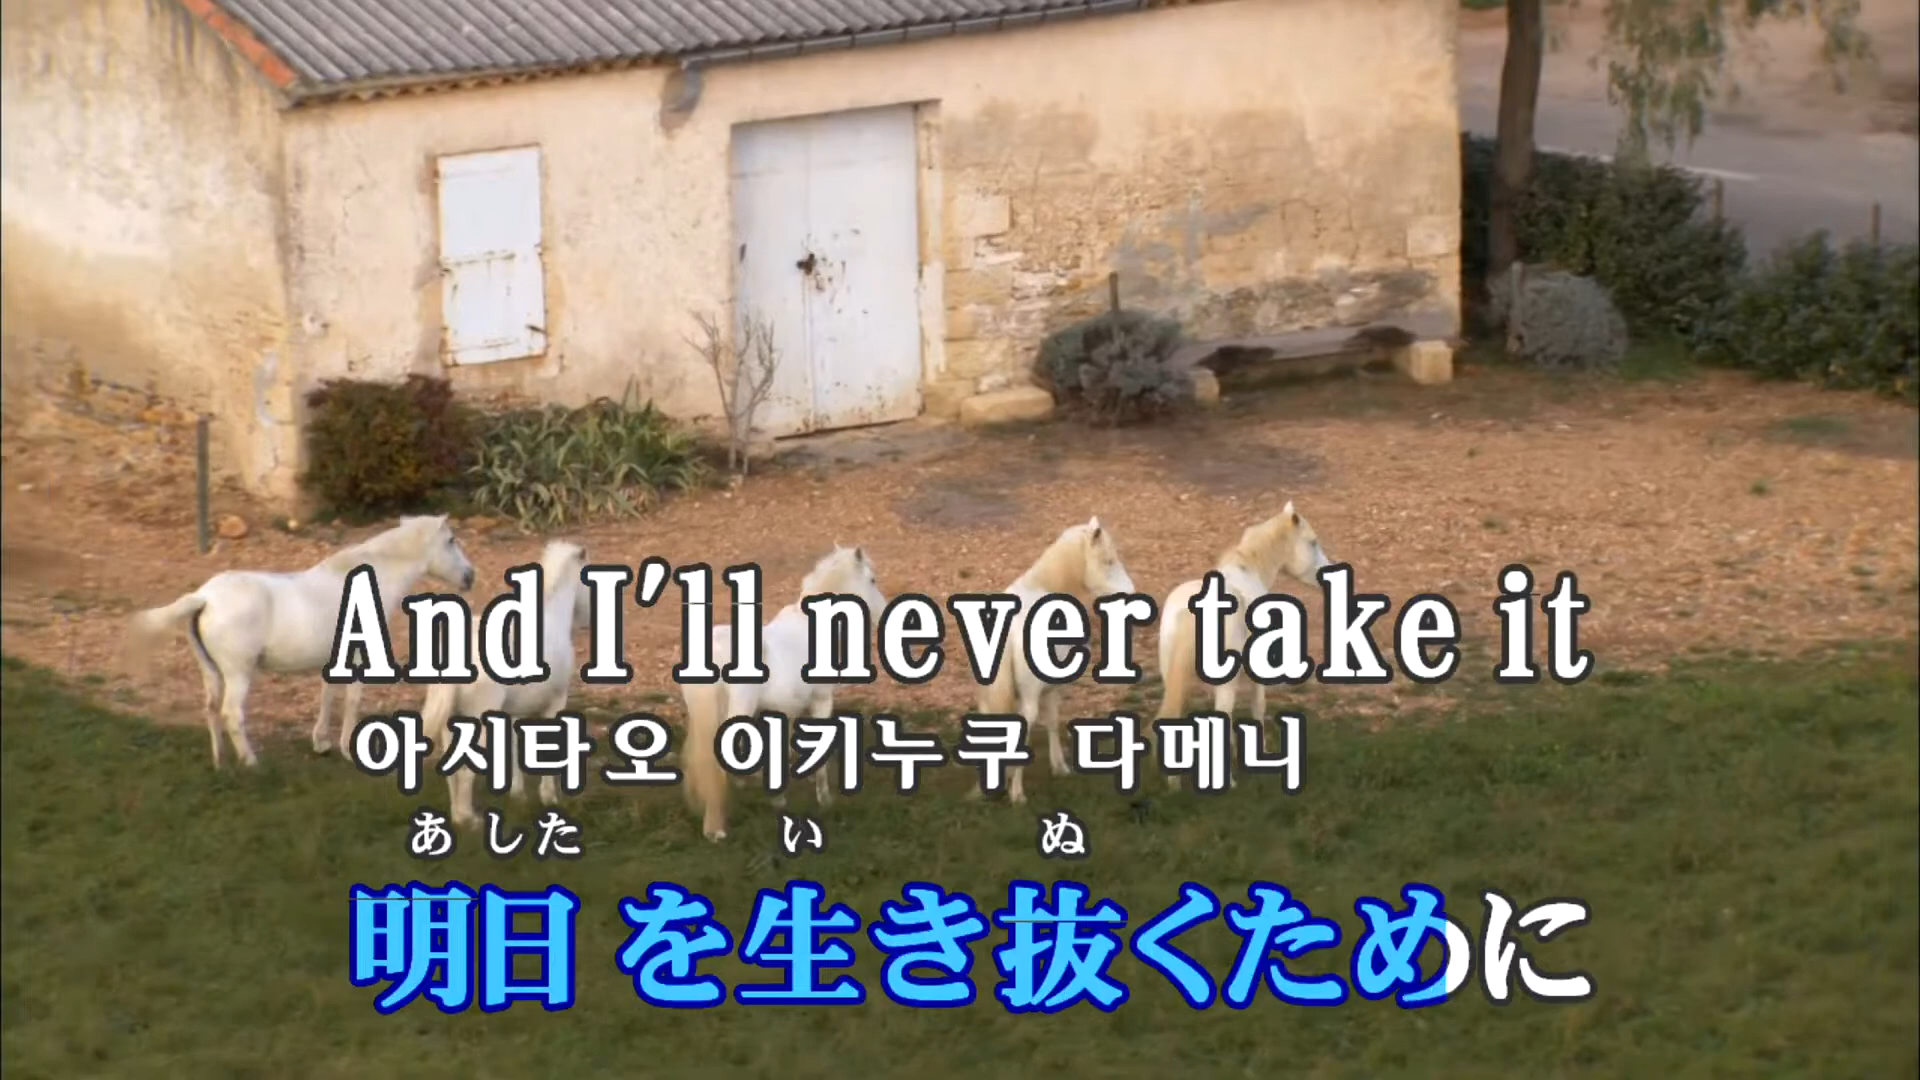 And I'll never take it
아시타오 이키누쿠 다메니
あした い ぬ
明日を生き抜くために